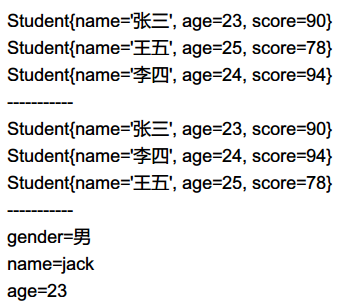 Student{name='张三', age=23, score=90}
Student{name='王五', age=25, score=78}
Student{name='李四', age=24, score=94}
-----------
Student{name='张三', age=23, score=90}
Student{name='李四', age=24, score=94}
Student{name='王五', age=25, score=78}
-----------
gender=男
name=jack
age=23